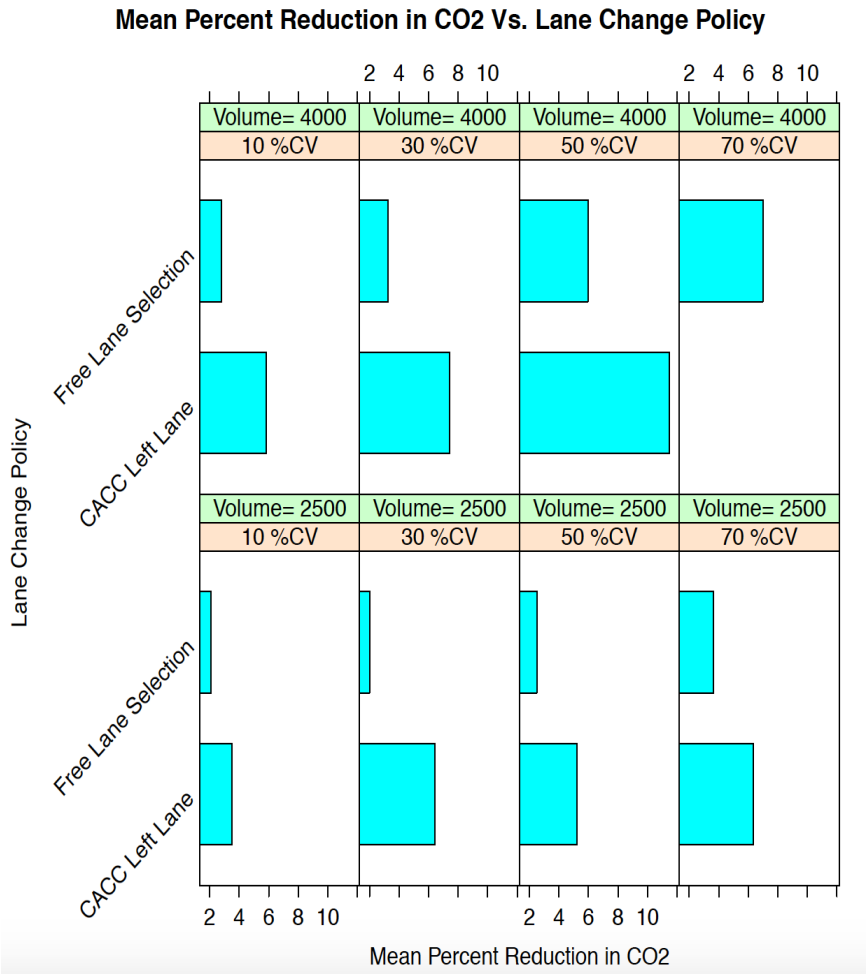 Mean Percent Reduction in CO2 Vs. Lane Change Policy
2 4 6 8 10
2 4 6 8 10
Volume= 4000
Volume= 4000
Volume= 4000
Volume= 4000
10 %CV
30 %CV
50 %CV
70 %CV
Free Lane Selection
CACC Left Lane
Lane Change Policy
Volume= 2500
Volume= 2500
Volume= 2500
Volume= 2500
10 %CV
30 %CV
50 %CV
70 %CV
Free Lane Selection
CACC Left Lane
2 4 6 8 10
2 4 6 8 10
Mean Percent Reduction in CO2